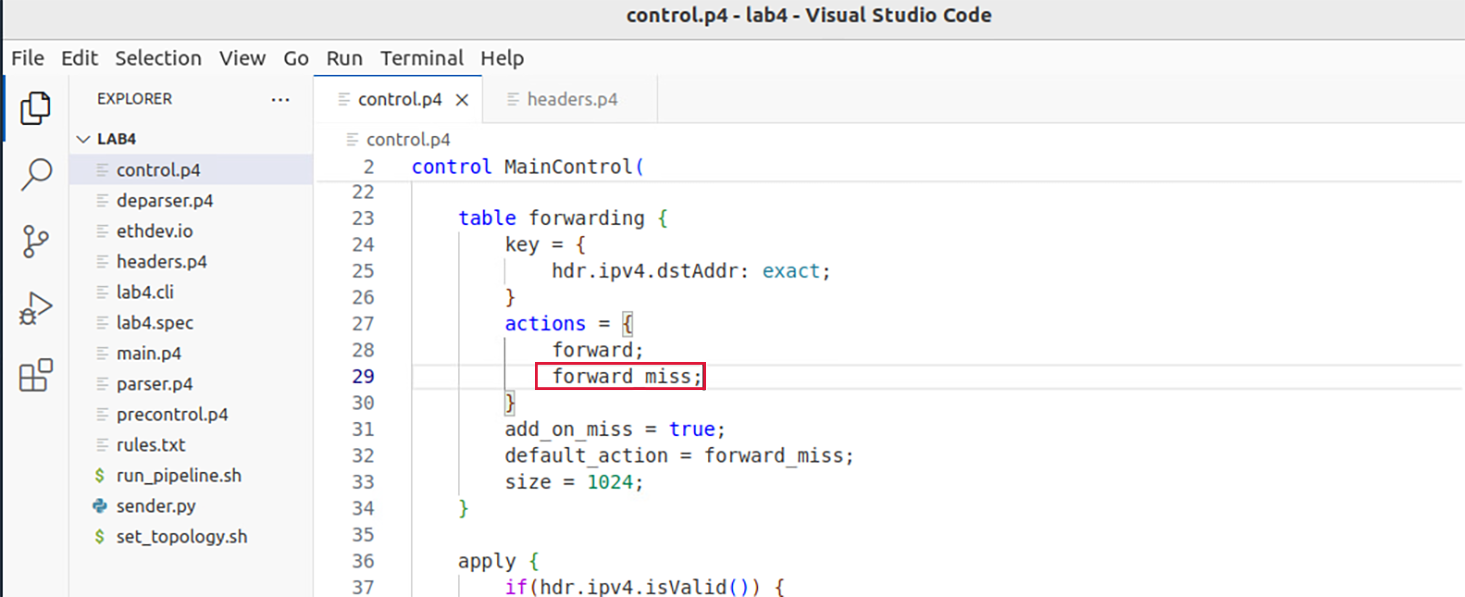 control.p4 - lab4 - Visual Studio Code
File Edit Selection View Go Run Terminal Help
EXPLORER ...
LAB4
control.p4
deparser.p4
ethdev.io
headers.p4
lab4.cli
lab4.spec
main.p4
parser.p4
precontrol.p4
rules.txt
$ run_pipeline.sh
sender.py
$ set_topology.sh
control.p4 × headers.p4
control.p4
2 control MainControl(
22
23 table forwarding {
24 key = {
25 hdr.ipv4.dstAddr: exact;
26 }
27 actions = {
28 forward;
29 forward miss;
30 }
31 add_on_miss = true;
32 default_action = forward_miss;
33 size = 1024;
34 }
35
36 apply {
37 if(hdr.ipv4.isValid()) {